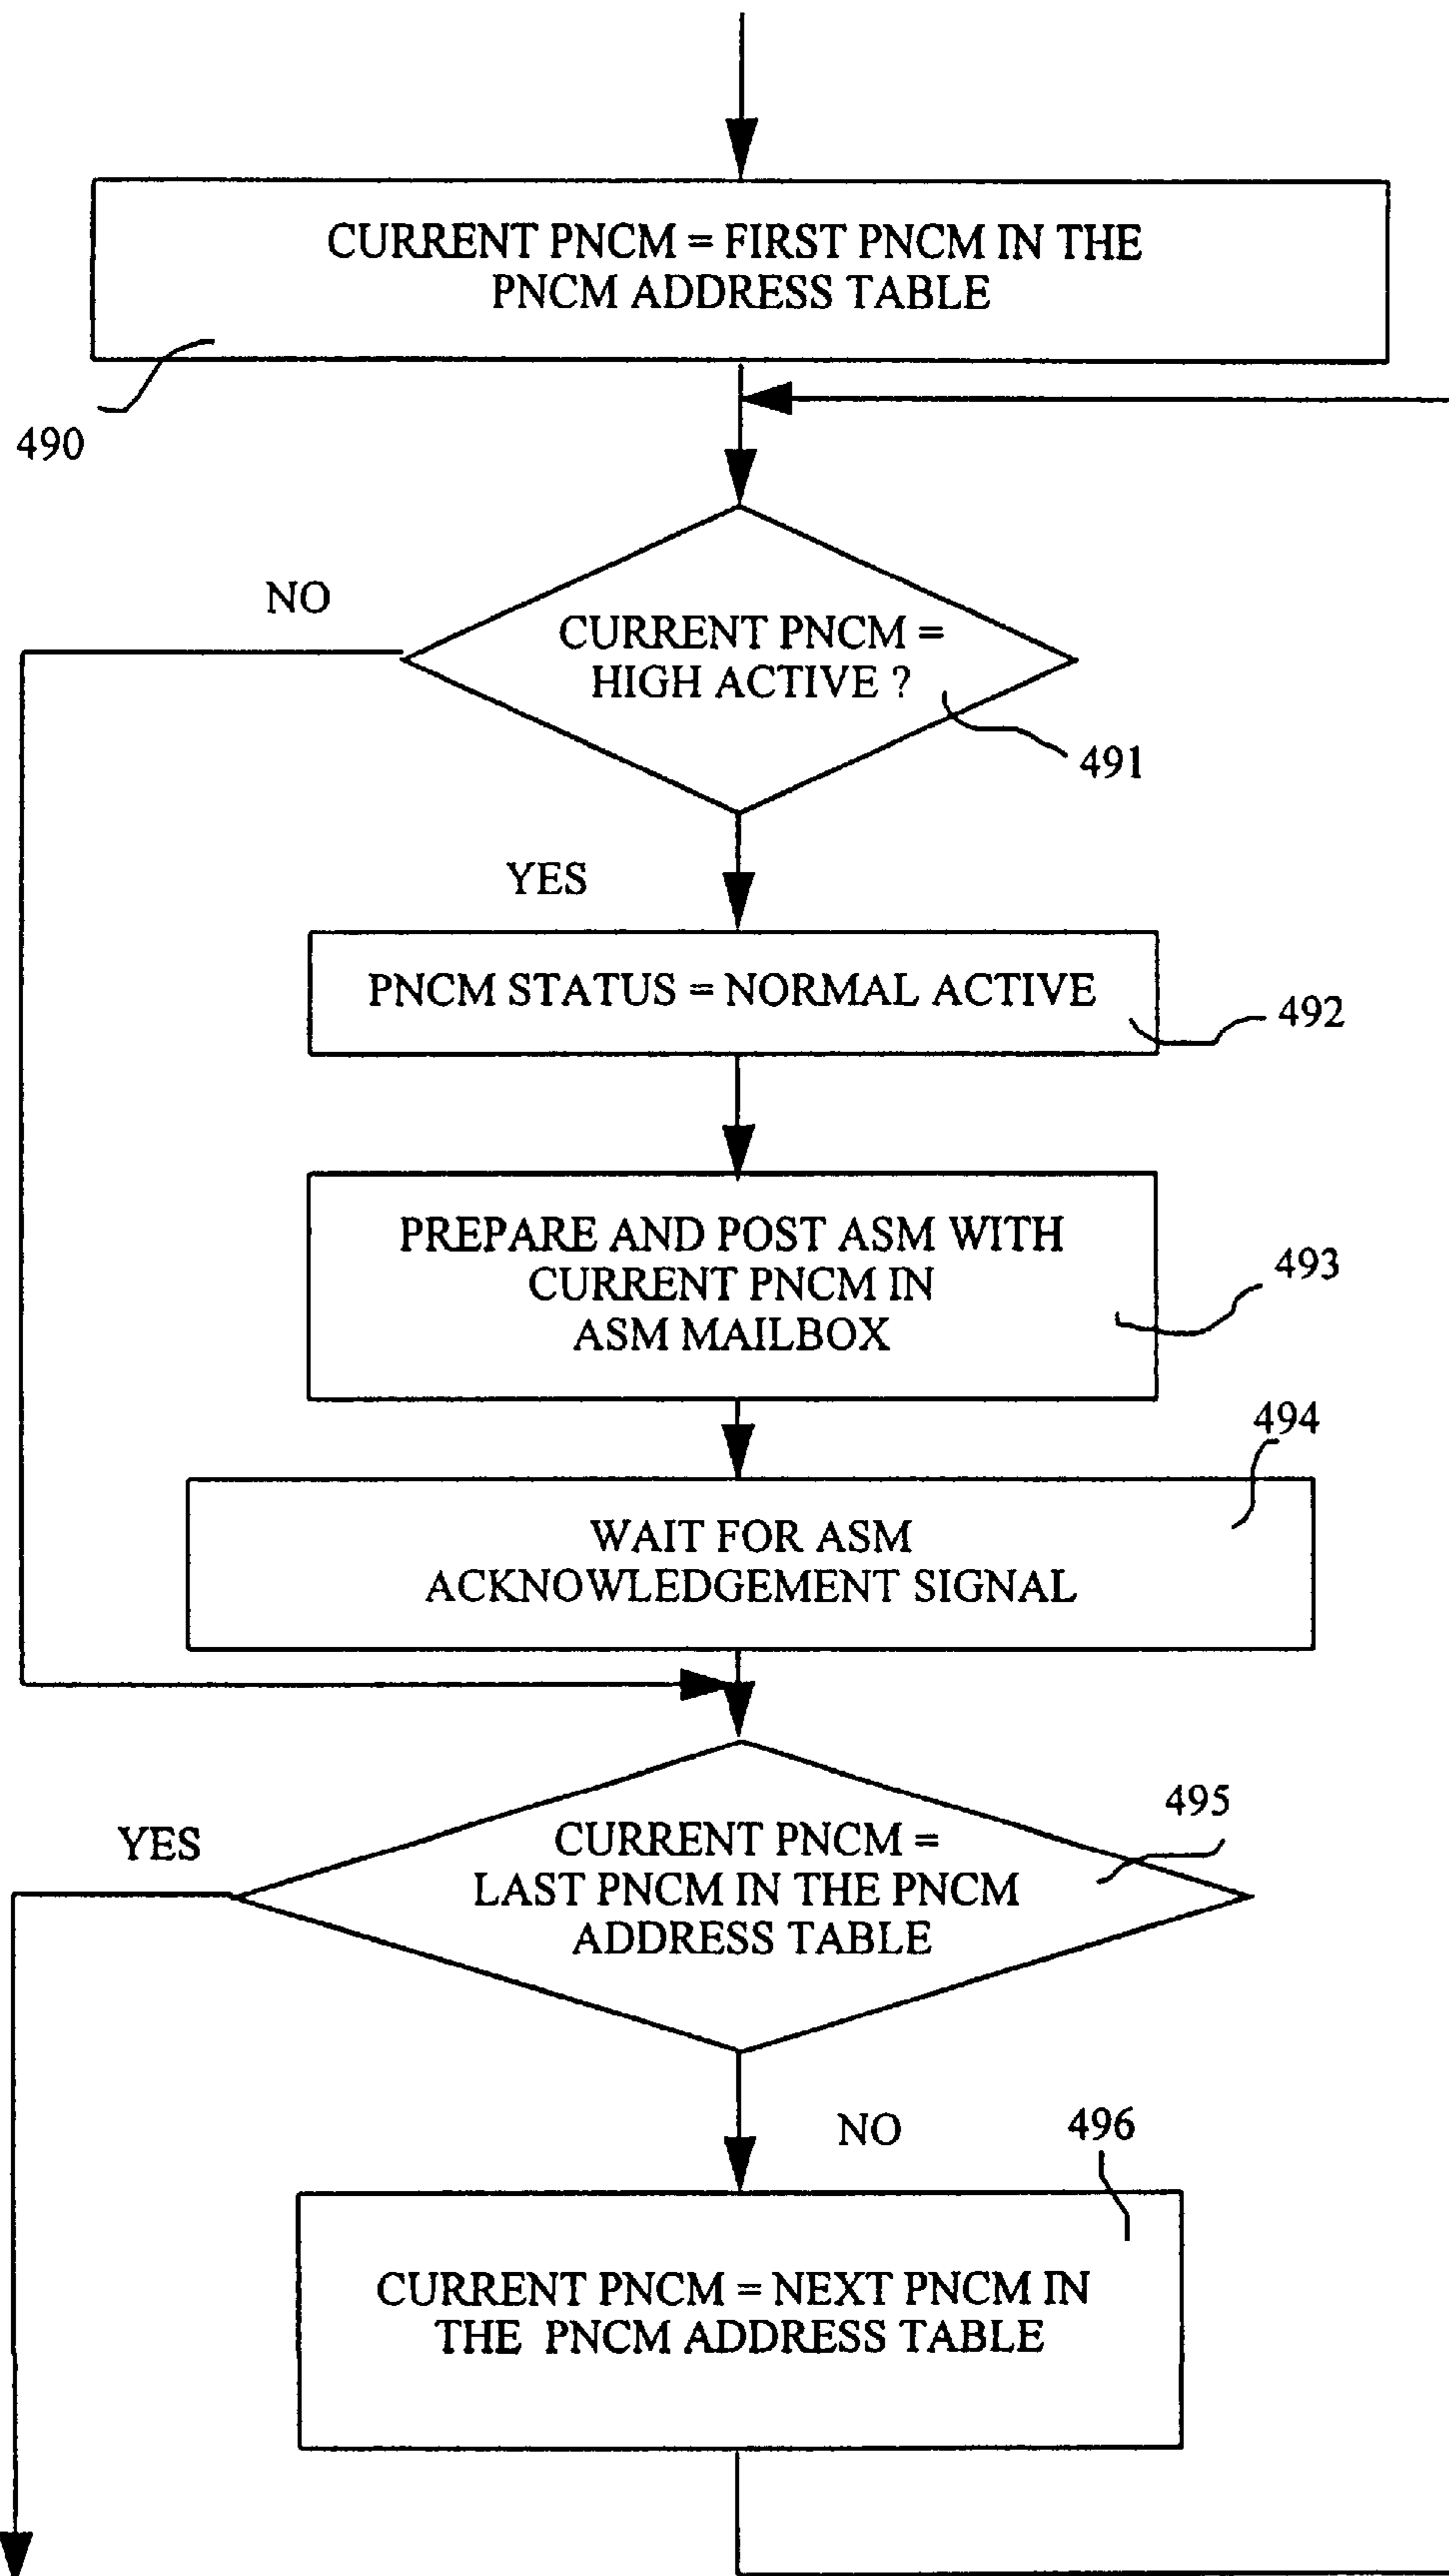 CURRENT PNCM = FIRST PNCM IN THE
PNCM ADDRESS TABLE
490
NO
CURRENT PNCM =
HIGH ACTIVE ?
491
YES
PNCM STATUS = NORMAL ACTIVE
492
PREPARE AND POST ASM WITH
CURRENT PNCM IN
ASM MAILBOX
493
494
WAIT FOR ASM
ACKNOWLEDGEMENT SIGNAL
495
YES
CURRENT PNCM =
LAST PNCM IN THE PNCM
ADDRESS TABLE
NO
496
CURRENT PNCM = NEXT PNCM IN
THE PNCM ADDRESS TABLE